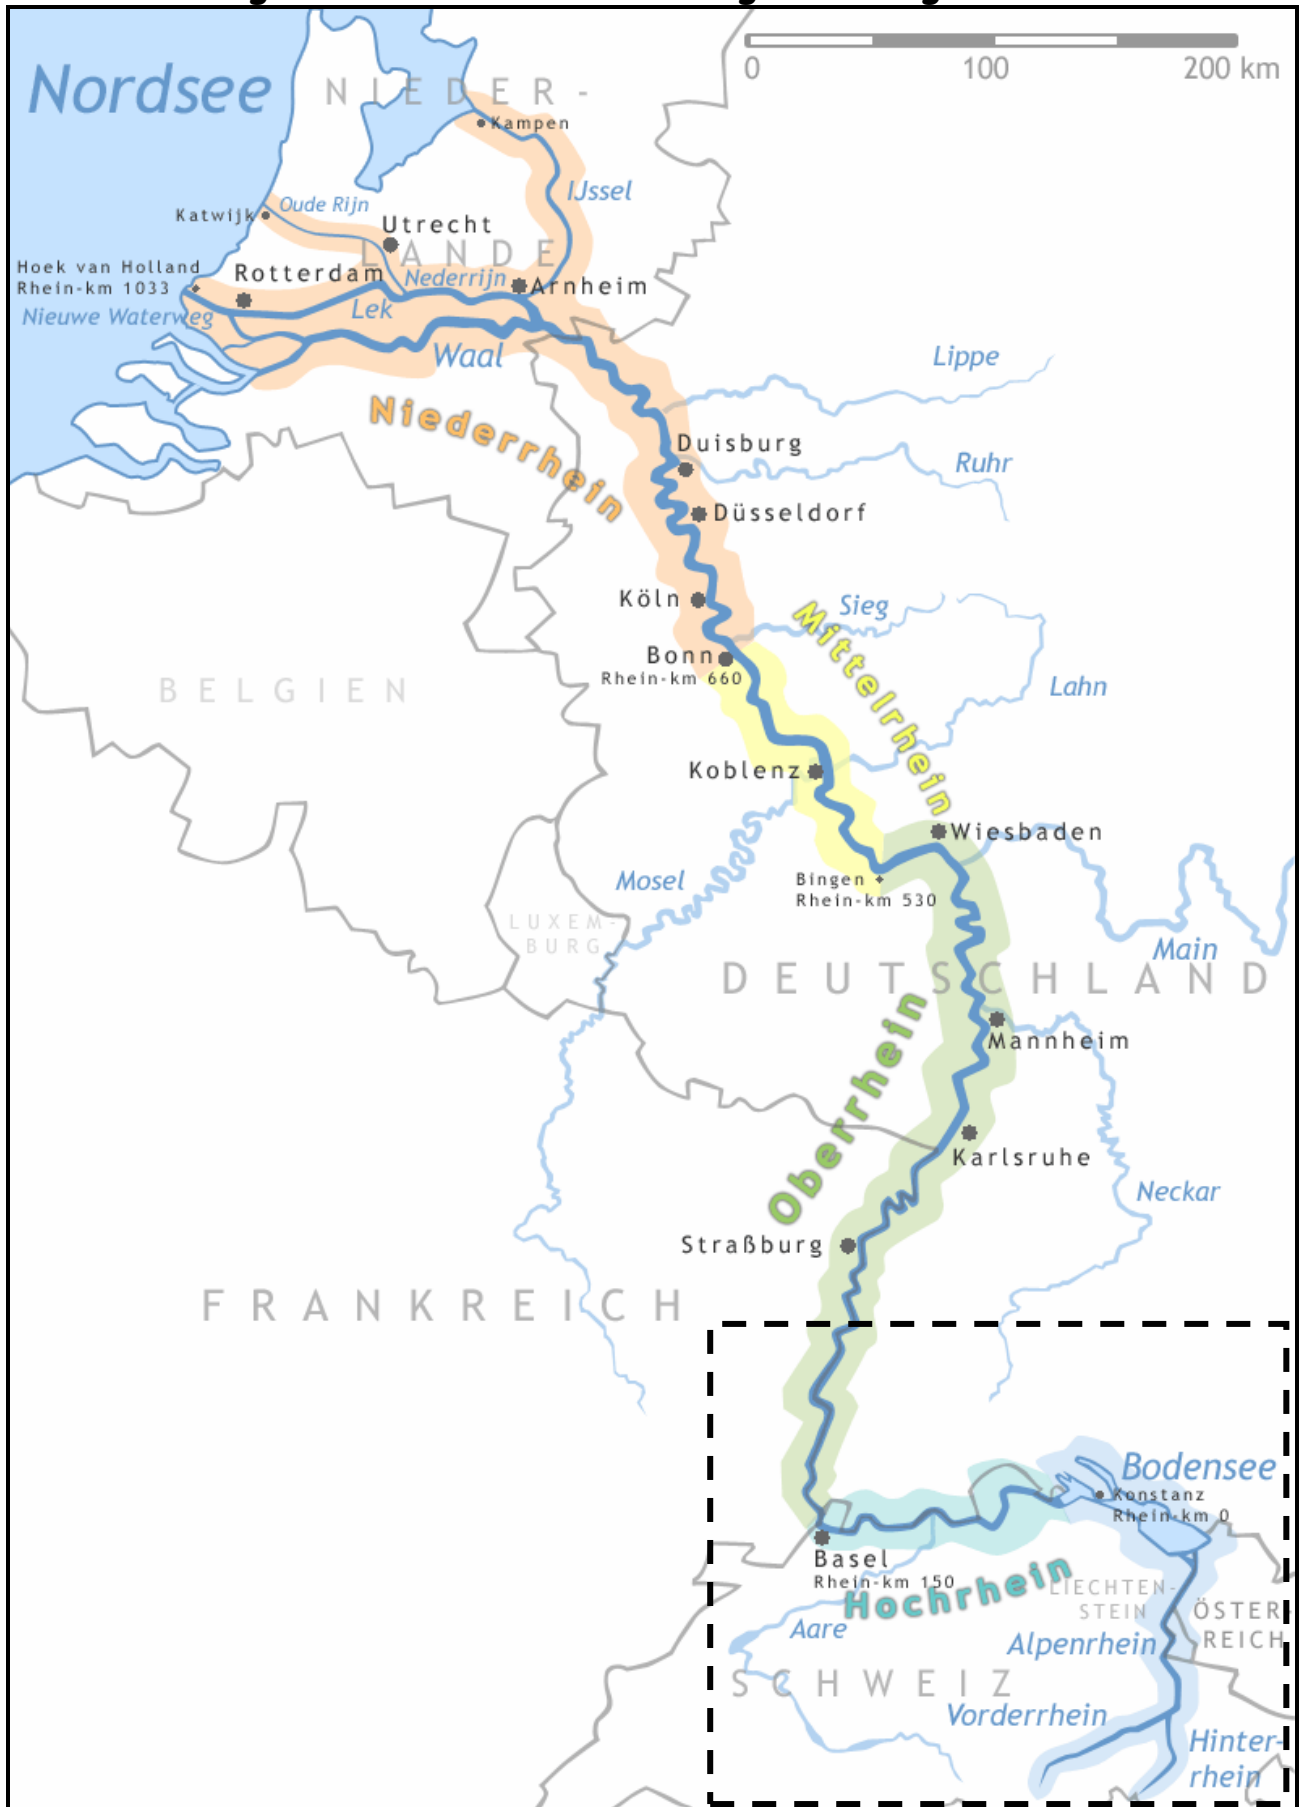 Nordsee
NIEDER-
0 100 200 km
Kampen
IJssel
Oude Rijn
Katwijk
Utrecht
LANDE
Hoek van Holland
Rhein-km 1033
Rotterdam
Nederrijn
Arnheim
Nieuwe Waterweg
Lek
Waal
Lippe
Niederrhein
Duisburg
Ruhr
Düsseldorf
Köln
Sieg
Mittelrhein
Bonn
Rhein-km 660
BELGIEN
Lahn
Koblenz
Wiesbaden
Mosel
Bingen
Rhein-km 530
LUXEM-
BURG
Main
DEUTSCHLAND
Mannheim
Oberrhein
Karlsruhe
Neckar
Straßburg
FRANKREICH
Bodensee
Konstanz
Rhein-km 0
Basel
Rhein-km 150
Hochrhein
LIECHTEN-
STEIN
ÖSTER-
REICH
Aare
Alpenrhein
SCHWEIZ
Vorderrhein
Hinter-
rhein